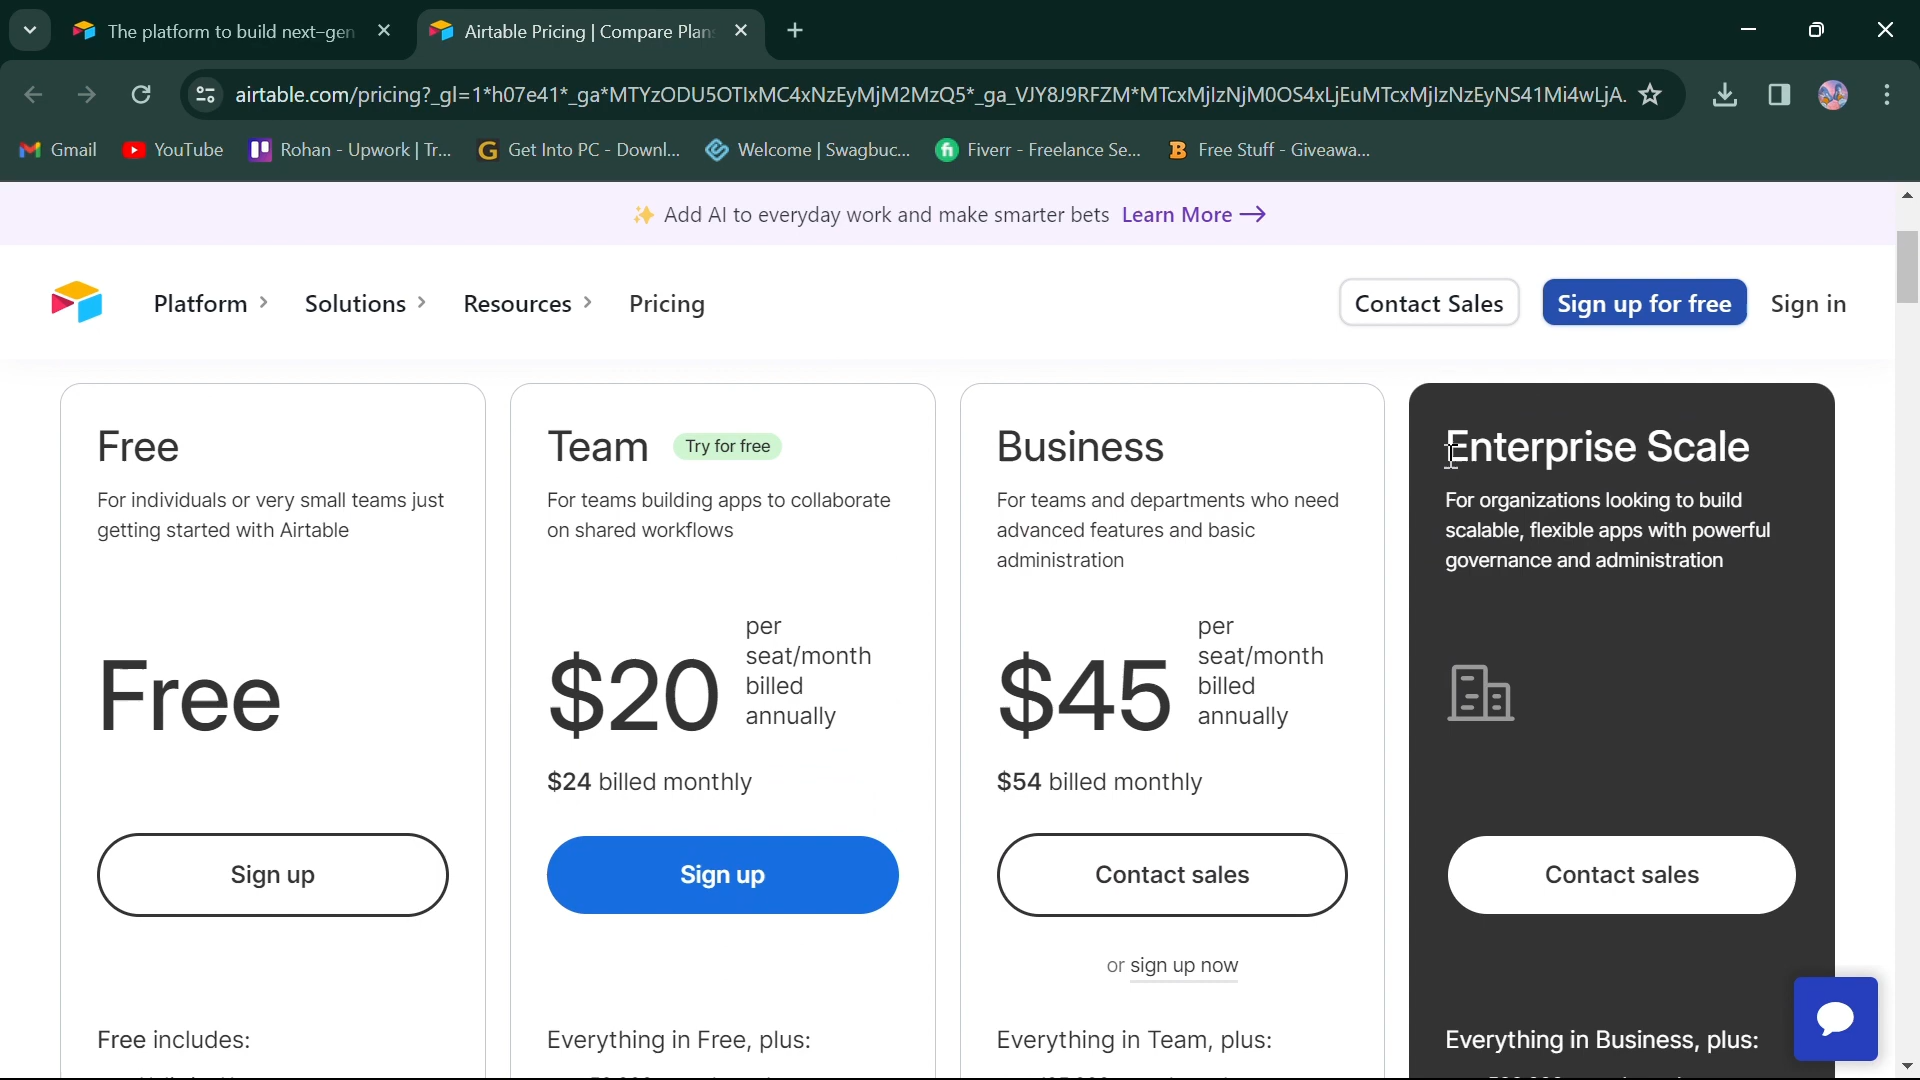 The platform to build next-gen
Airtable Pricing | Compare Plans
airtable.com/pricing?_gl=1*h07e41*_ga*MTYzODU5OTIxMC4xNzEyMjM2MzQ5*_ga_VJY8J9RFZM*MTcxMjIzNjM0OS4xLjEuMTcxMjIzNzEyNS41Mi4wLjA.
Gmail
YouTube
Rohan - Upwork | Tr...
Get Into PC - Downl...
Welcome | Swagbuc...
Fiverr - Freelance Se...
Free Stuff - Giveawa...
Add AI to everyday work and make smarter bets Learn More →
Platform
Solutions
Resources
Pricing
Contact Sales
Sign up for free
Sign in
Free
For individuals or very small teams just
getting started with Airtable
Free
Sign up
Free includes:
Team
Try for free
For teams building apps to collaborate
on shared workflows
$20
per
seat/month
billed
annually
$24 billed monthly
Sign up
Everything in Free, plus:
Business
For teams and departments who need
advanced features and basic
administration
$45
per
seat/month
billed
annually
$54 billed monthly
Contact sales
or sign up now
Everything in Team, plus:
Enterprise Scale
For organizations looking to build
scalable, flexible apps with powerful
governance and administration
Contact sales
Everything in Business, plus: